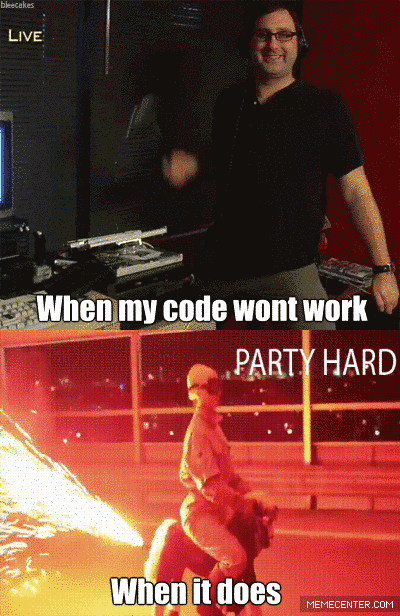 bleecakes
LIVE
When my code wont work
PARTY HARD
When it does
MEMECENTER.COM